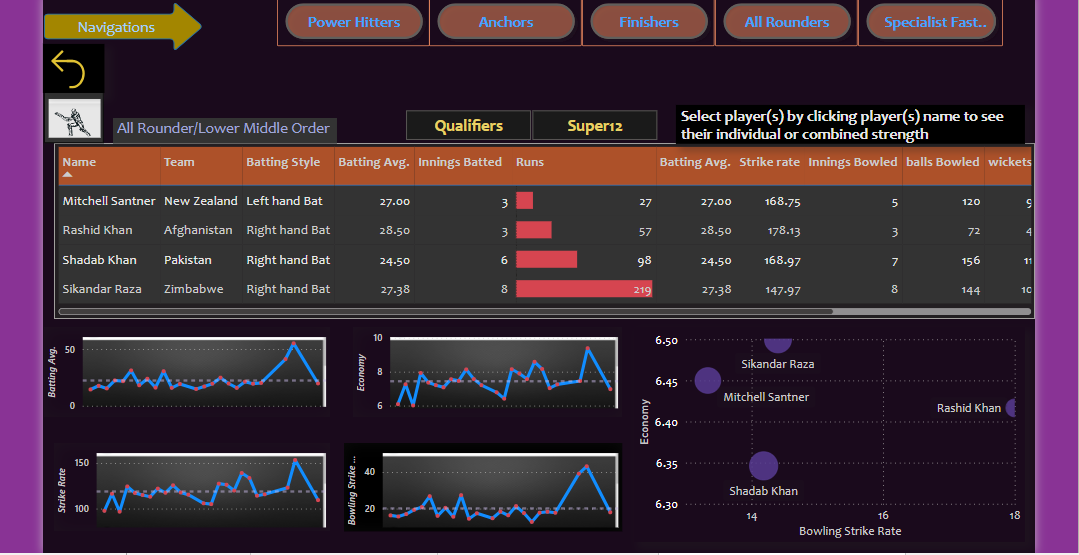 Navigations
Power Hitters
Anchors
Finishers
All Rounders
Specialist Fast..
All Rounder/Lower Middle Order
Qualifiers
Super12
Select player(s) by clicking player(s) name to see
their individual or combined strength
Name Team Batting Style Batting Avg. Innings Batted Runs Batting Avg. Strike rate Innings Bowled balls Bowled wickets
Mitchell Santner New Zealand Left hand Bat 27.00 3 27 27.00 168.75 5 120 9
Rashid Khan Afghanistan Right hand Bat 28.50 3 57 28.50 178.13 3 72 4
Shadab Khan Pakistan Right hand Bat 24.50 6 98 24.50 168.97 7 156 11
Sikandar Raza Zimbabwe Right hand Bat 27.38 8 219 27.38 147.97 8 144 10
Batting Avg.
50
0
Economy
10
8
6
Strike Rate
150
100
Bowling Strike ...
40
20
Economy
6.50
6.45
6.40
6.35
6.30
Sikandar Raza
Mitchell Santner
Rashid Khan
Shadab Khan
14 16 18
Bowling Strike Rate